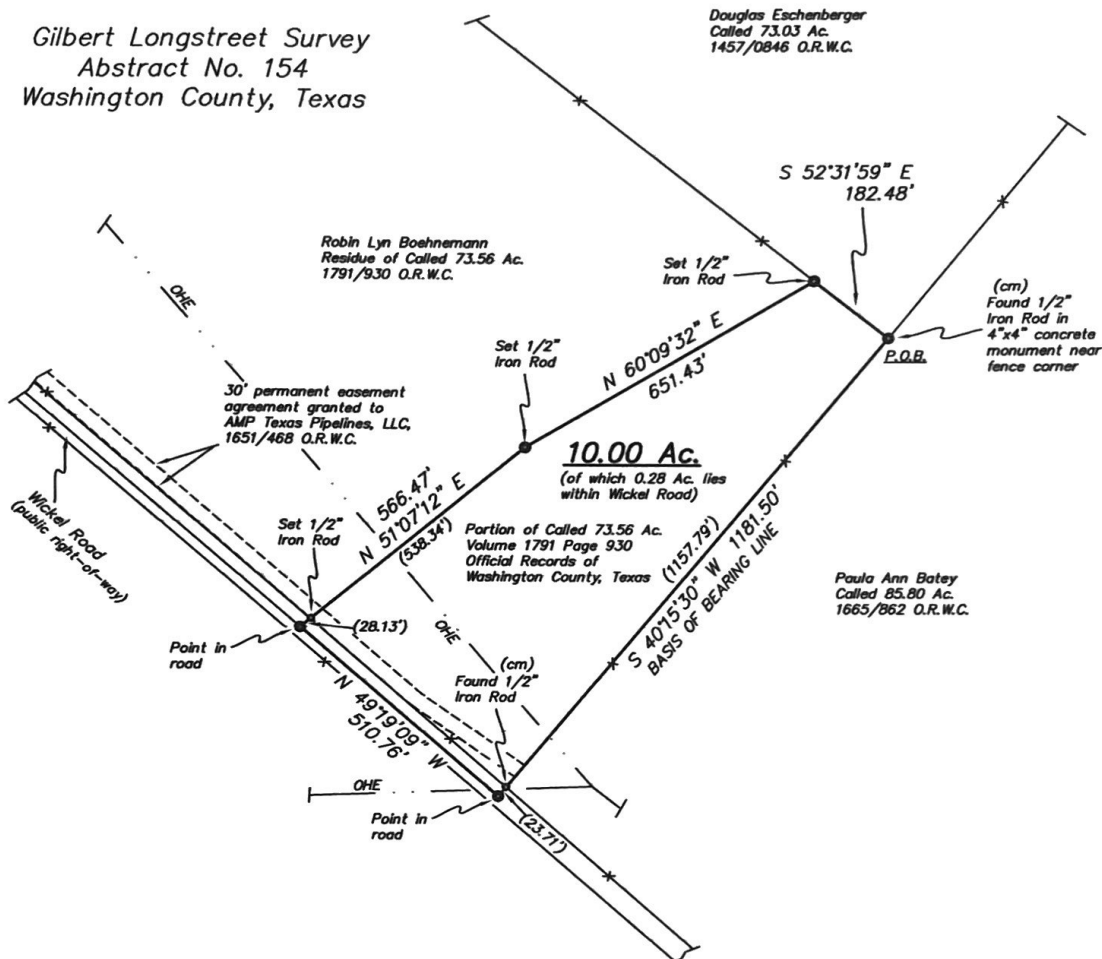 Gilbert Longstreet Survey
Abstract No. 154
Washington County, Texas
Douglas Eschenberger
Called 73.03 Ac.
1457/0846 O.R.W.C.
S 52°31'59" E
182.48'
Robin Lyn Boehnemann
Residue of Called 73.56 Ac.
1791/930 O.R.W.C.
Set 1/2"
Iron Rod
(cm)
Found 1/2"
Iron Rod in
4"x4" concrete
monument near
fence corner
P.O.B.
OHE
Set 1/2"
Iron Rod
N 60°09'32" E
651.43'
30' permanent easement
agreement granted to
AMP Texas Pipelines, LLC,
1651/468 O.R.W.C.
10.00 Ac.
(of which 0.28 Ac. lies
within Wickel Road)
Wickel Road
(public right-of-way)
566.47'
N 51°07'12" E
(538.34')
Set 1/2"
Iron Rod
Portion of Called 73.56 Ac.
Volume 1791 Page 930
Official Records of
Washington County, Texas
(1157.79')
S 40°15'30" W 1181.50'
BASIS OF BEARING LINE
Paula Ann Batey
Called 85.80 Ac.
1665/862 O.R.W.C.
(28.13')
OHE
Point in
road
(cm)
Found 1/2"
Iron Rod
N 49°19'09" W
510.76'
OHE
Point in
road
(23.71')